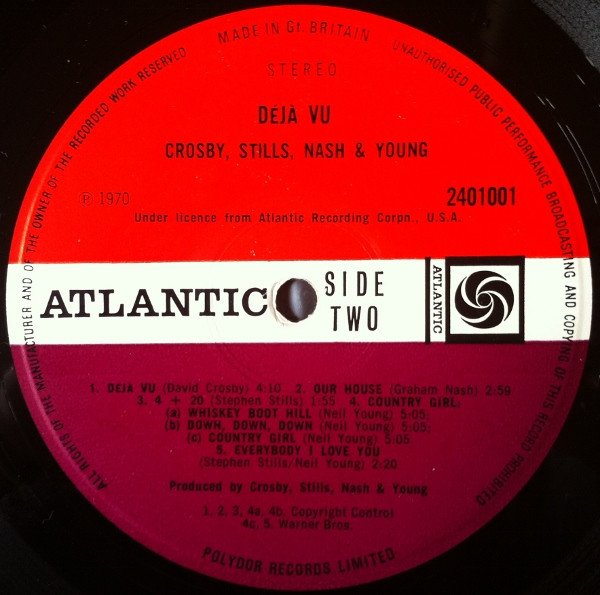 MADE IN Gt. BRITAIN
STEREO
DÉJÀ VU
CROSBY, STILLS, NASH & YOUNG
℗ 1970
2401001
Under licence from Atlantic Recording Corpn., U.S.A.
ATLANTIC
SIDE
TWO
ATLANTIC
1. DEJA VU (David Crosby) 4:10 2. OUR HOUSE (Graham Nash) 2:59
3. 4 + 20 (Stephen Stills) 1:55 4. COUNTRY GIRL:
(a) WHISKEY BOOT HILL (Neil Young) 5:05
(b) DOWN, DOWN, DOWN (Neil Young) 5:05
(c) COUNTRY GIRL (Neil Young) 5:05
5. EVERYBODY I LOVE YOU
(Stephen Stills/Neil Young) 2:20
Produced by Crosby, Stills, Nash & Young
1. 2. 3. 4a. 4b. Copyright Control
4c. 5. Warner Bros.
POLYDOR RECORDS LIMITED
ALL RIGHTS OF THE MANUFACTURER AND OF THE OWNER OF THE RECORDED WORK RESERVED
UNAUTHORISED PUBLIC PERFORMANCE BROADCASTING AND COPYING OF THIS RECORD PROHIBITED